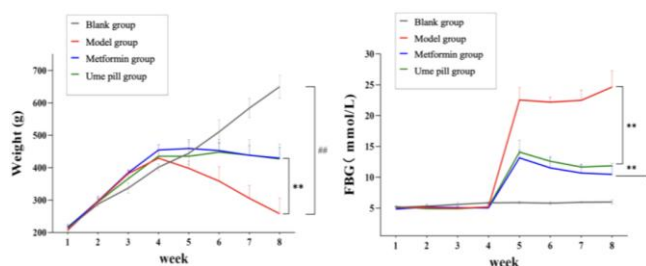 Blank group
Model group
Metformin group
Ume pill group
Weight (g)
700
600
500
400
300
200
1 2 3 4 5 6 7 8
week
##
**
Blank group
Model group
Metformin group
Ume pill group
FBG( mmol/L)
30
25
20
15
10
5
1 2 3 4 5 6 7 8
week
**
**